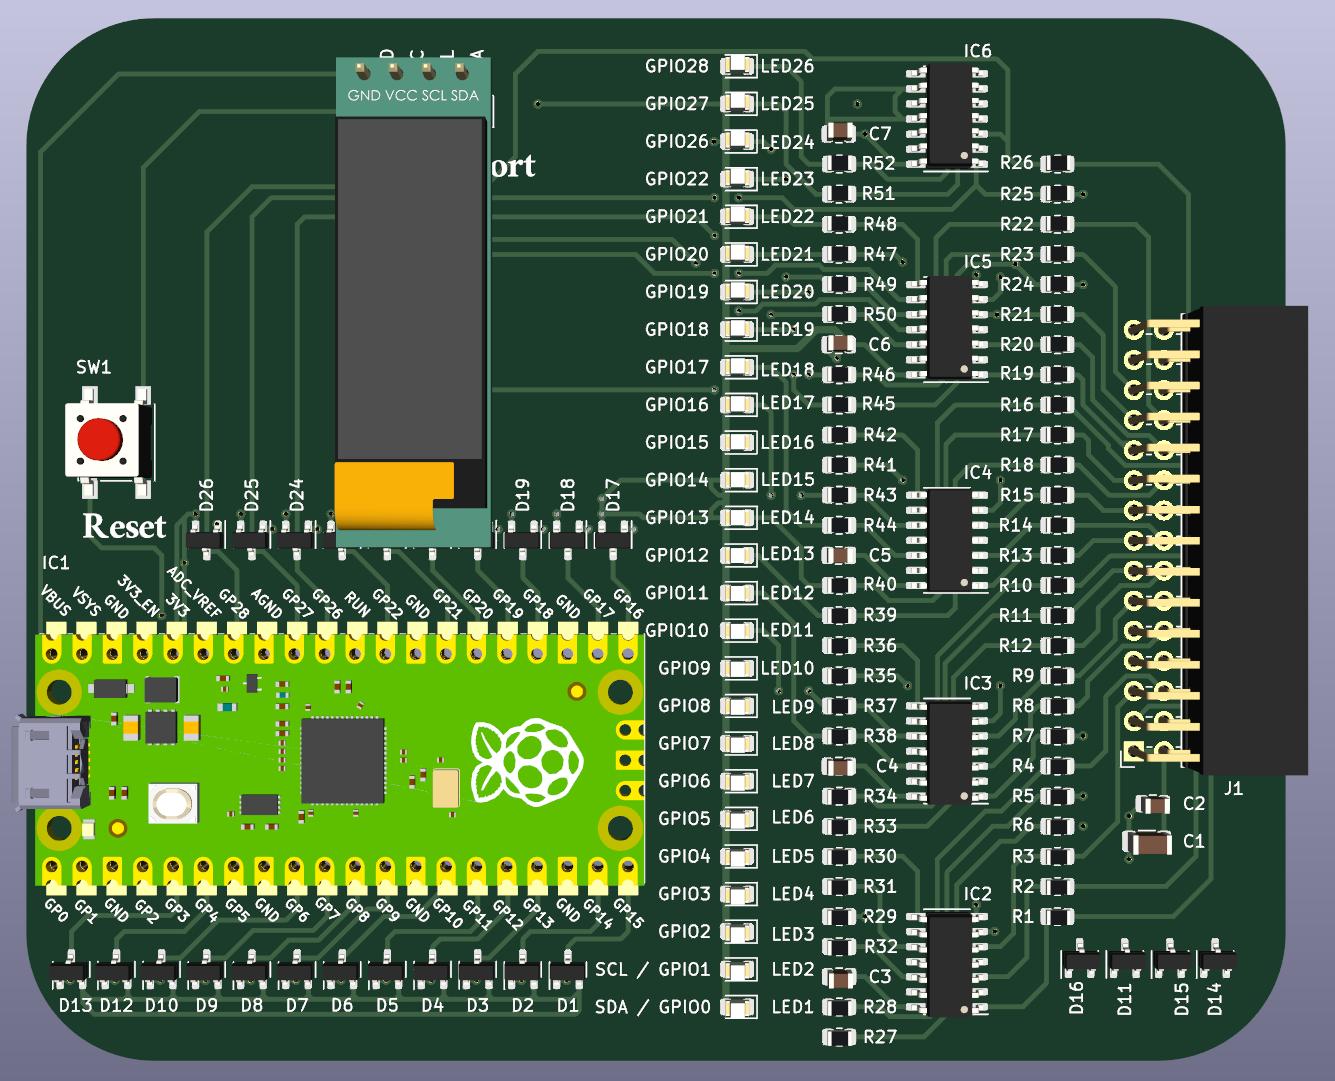 D C L A
GND VCC SCL SDA
ort
GPIO28 LED26
GPIO27 LED25
GPIO26 LED24
GPIO22 LED23
GPIO21 LED22
GPIO20 LED21
GPIO19 LED20
GPIO18 LED19
GPIO17 LED18
GPIO16 LED17
GPIO15 LED16
GPIO14 LED15
GPIO13 LED14
GPIO12 LED13
GPIO11 LED12
GPIO10 LED11
GPIO9 LED10
GPIO8 LED9
GPIO7 LED8
GPIO6 LED7
GPIO5 LED6
GPIO4 LED5
GPIO3 LED4
GPIO2 LED3
SCL / GPIO1 LED2
SDA / GPIO0 LED1
C7
R52
R51
R48
R47
R49
R50
C6
R46
R45
R42
R41
R43
R44
C5
R40
R39
R36
R35
R37
R38
C4
R34
R33
R30
R31
R29
R32
C3
R28
R27
IC6
IC5
IC4
IC3
IC2
R26
R25
R22
R23
R24
R21
R20
R19
R16
R17
R18
R15
R14
R13
R10
R11
R12
R9
R8
R7
R4
R5
R6
R3
R2
R1
J1
C2
C1
D16 D11 D15 D14
SW1
Reset
D26 D25 D24 D19 D18 D17
IC1
VBUS VSYS GND 3V3_EN 3V3 ADC_VREF GP28 AGND GP27 GP26 RUN GP22 GND GP21 GP20 GP19 GP18 GND GP17 GP16
GP0 GP1 GND GP2 GP3 GP4 GP5 GND GP6 GP7 GP8 GP9 GND GP10 GP11 GP12 GP13 GND GP14 GP15
D13 D12 D10 D9 D8 D7 D6 D5 D4 D3 D2 D1